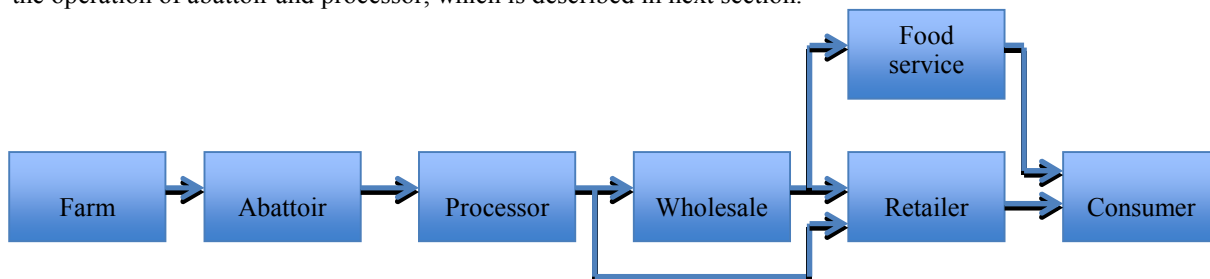 the operation of abattoir and processor, which is described in next section.
Food
service
Farm
Abattoir
Processor
Wholesale
Retailer
Consumer